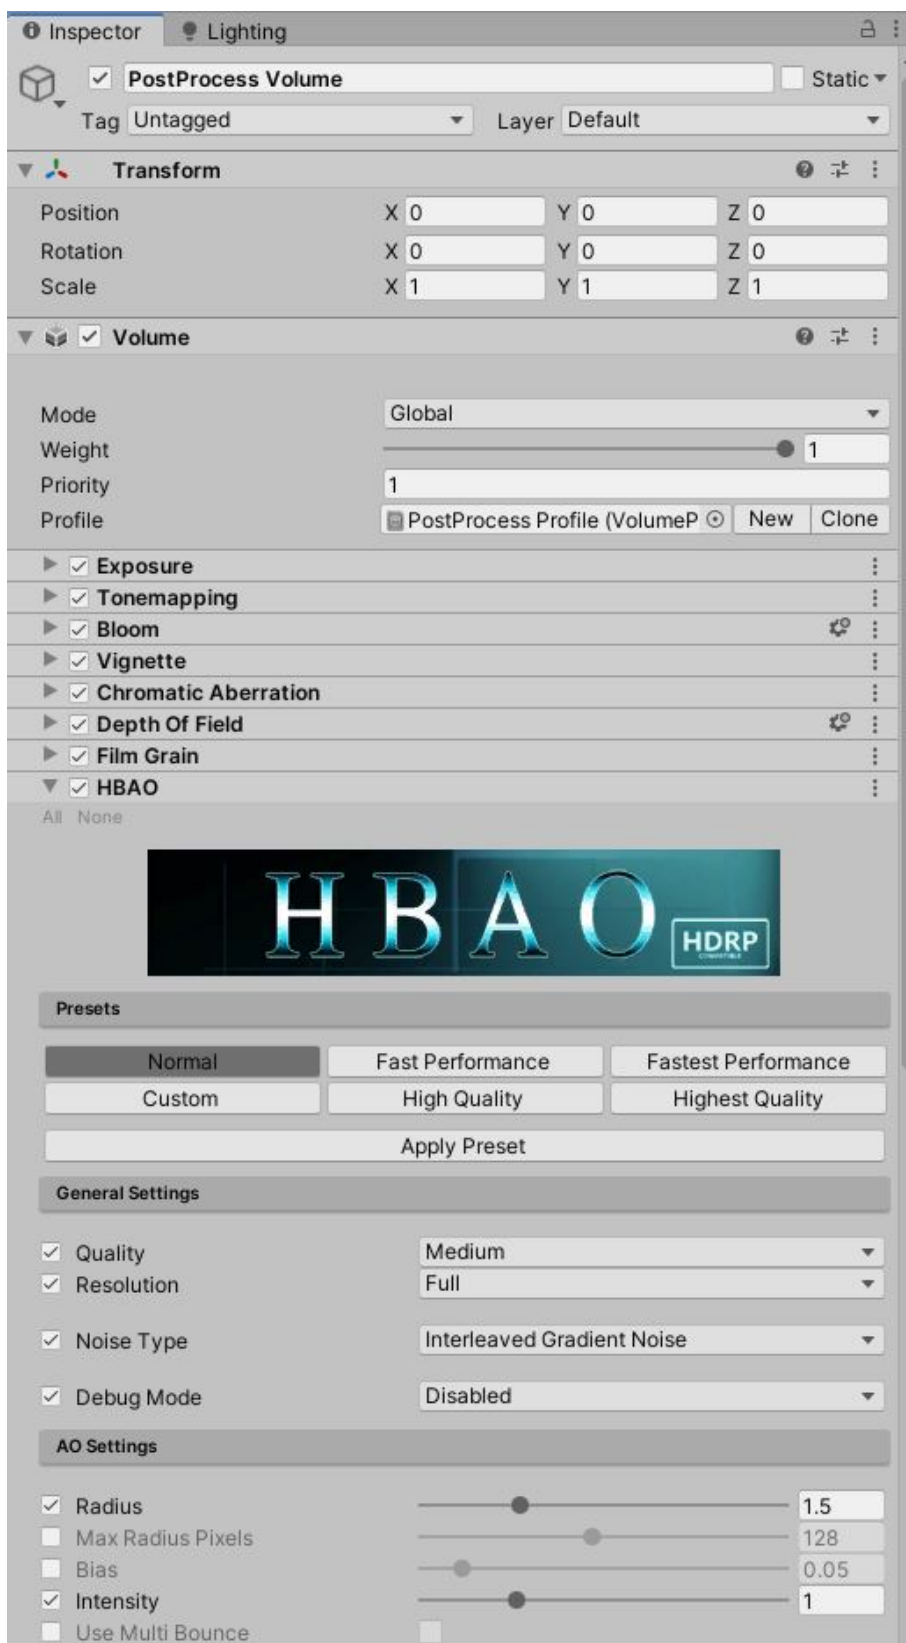 Inspector Lighting
PostProcess Volume Static
Tag Untagged Layer Default
Transform
Position X 0 Y 0 Z 0
Rotation X 0 Y 0 Z 0
Scale X 1 Y 1 Z 1
Volume
Mode Global
Weight 1
Priority 1
Profile PostProcess Profile (VolumeP New Clone
Exposure
Tonemapping
Bloom
Vignette
Chromatic Aberration
Depth Of Field
Film Grain
HBAO
All None
HBAO HDRP
COMPATIBLE
Presets
Normal Fast Performance Fastest Performance
Custom High Quality Highest Quality
Apply Preset
General Settings
Quality Medium
Resolution Full
Noise Type Interleaved Gradient Noise
Debug Mode Disabled
AO Settings
Radius 1.5
Max Radius Pixels 128
Bias 0.05
Intensity 1
Use Multi Bounce